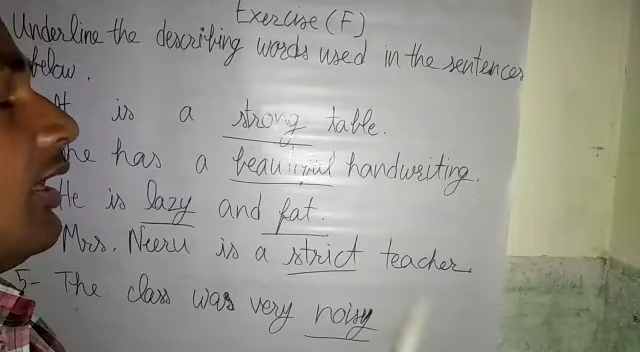 Exercise (F)
Underline the describing words used in the sentences
below.
is a strong table.
has a beautiful handwriting.
He is lazy and fat.
Mrs. Neeru is a strict teacher.
5- The class was very noisy